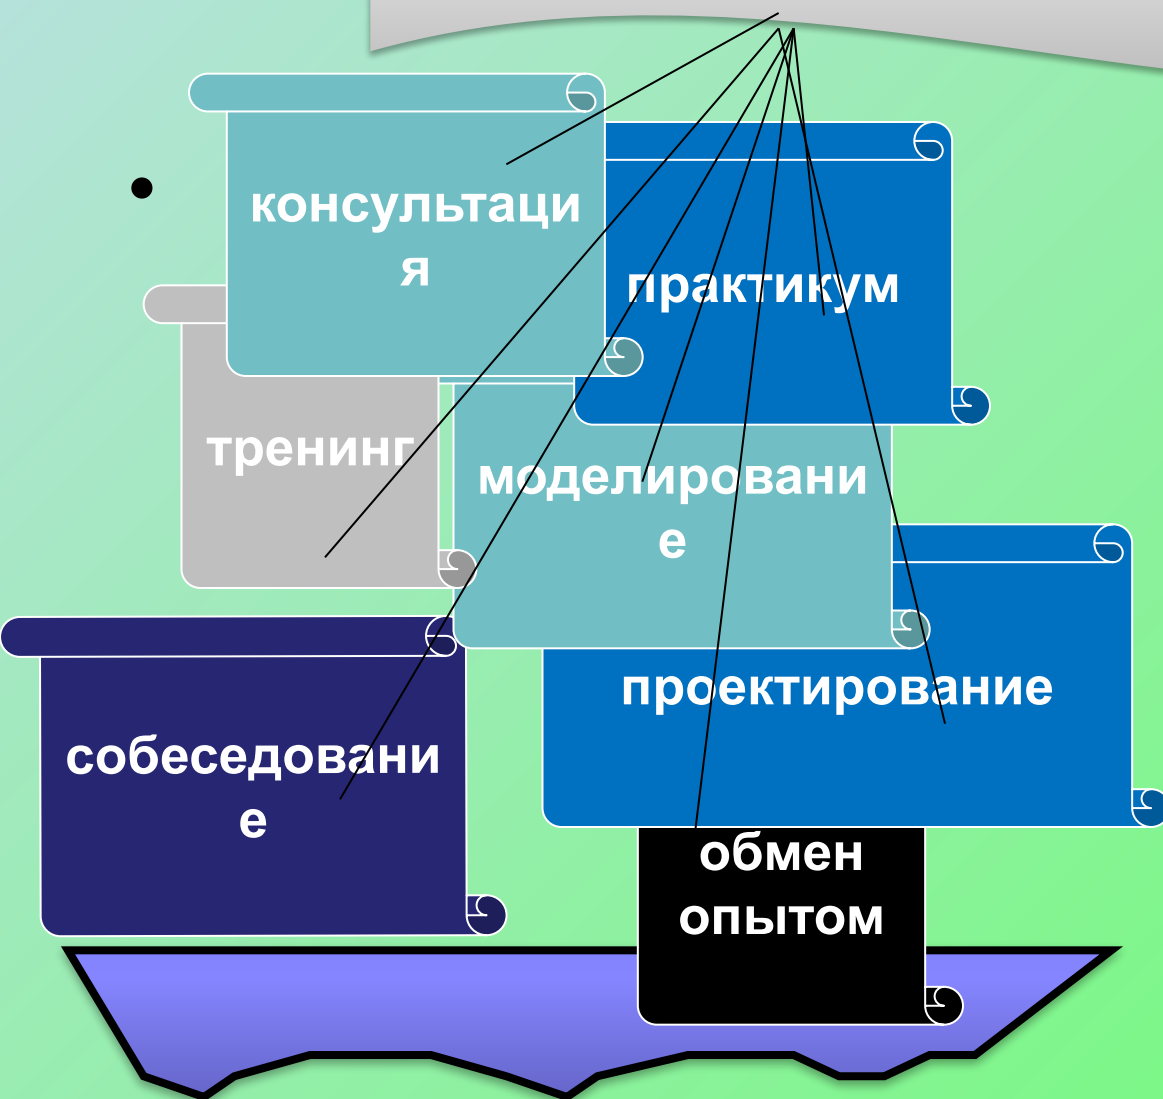 консультаци
я
практикум
тренинг
моделировани
е
проектирование
собеседовани
е
обмен
опытом